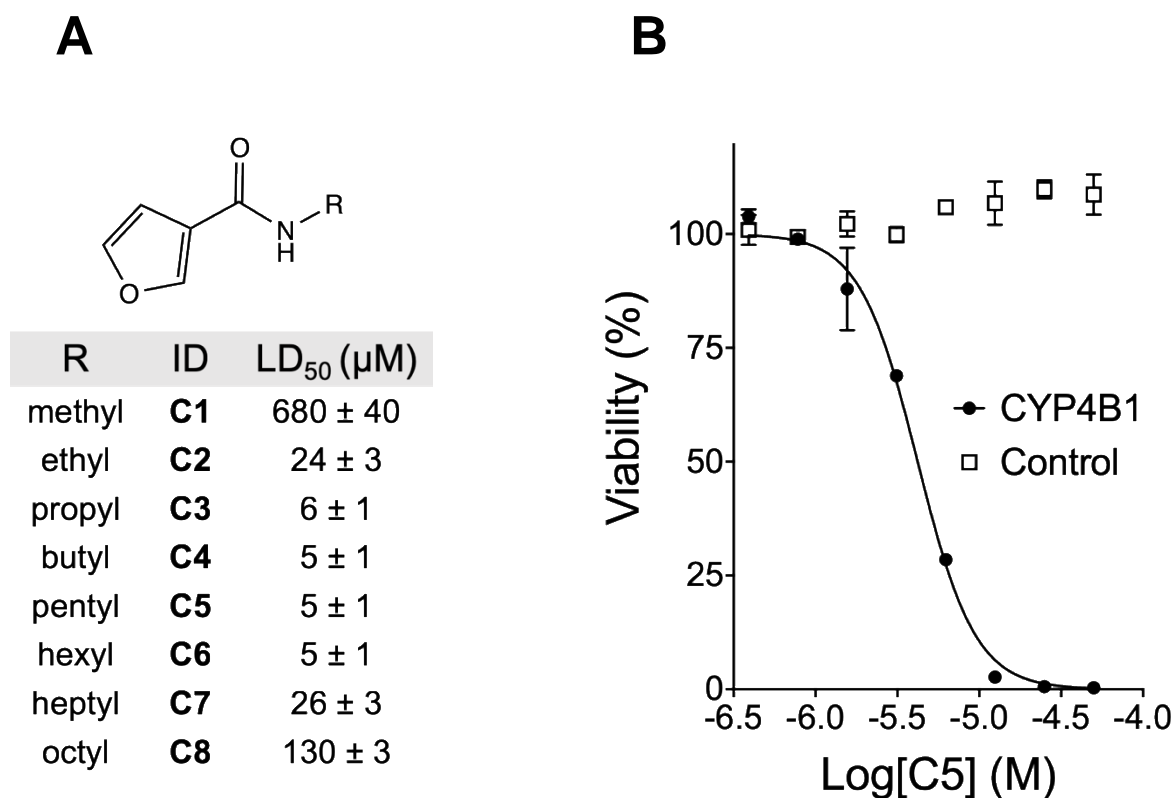 A
O
R
N
H
O
R ID LD50 (µM)
methyl C1 680 ± 40
ethyl C2 24 ± 3
propyl C3 6 ± 1
butyl C4 5 ± 1
pentyl C5 5 ± 1
hexyl C6 5 ± 1
heptyl C7 26 ± 3
octyl C8 130 ± 3
B
Viability (%)
100
75
50
25
0
CYP4B1
Control
-6.5 -6.0 -5.5 -5.0 -4.5 -4.0
Log[C5] (M)